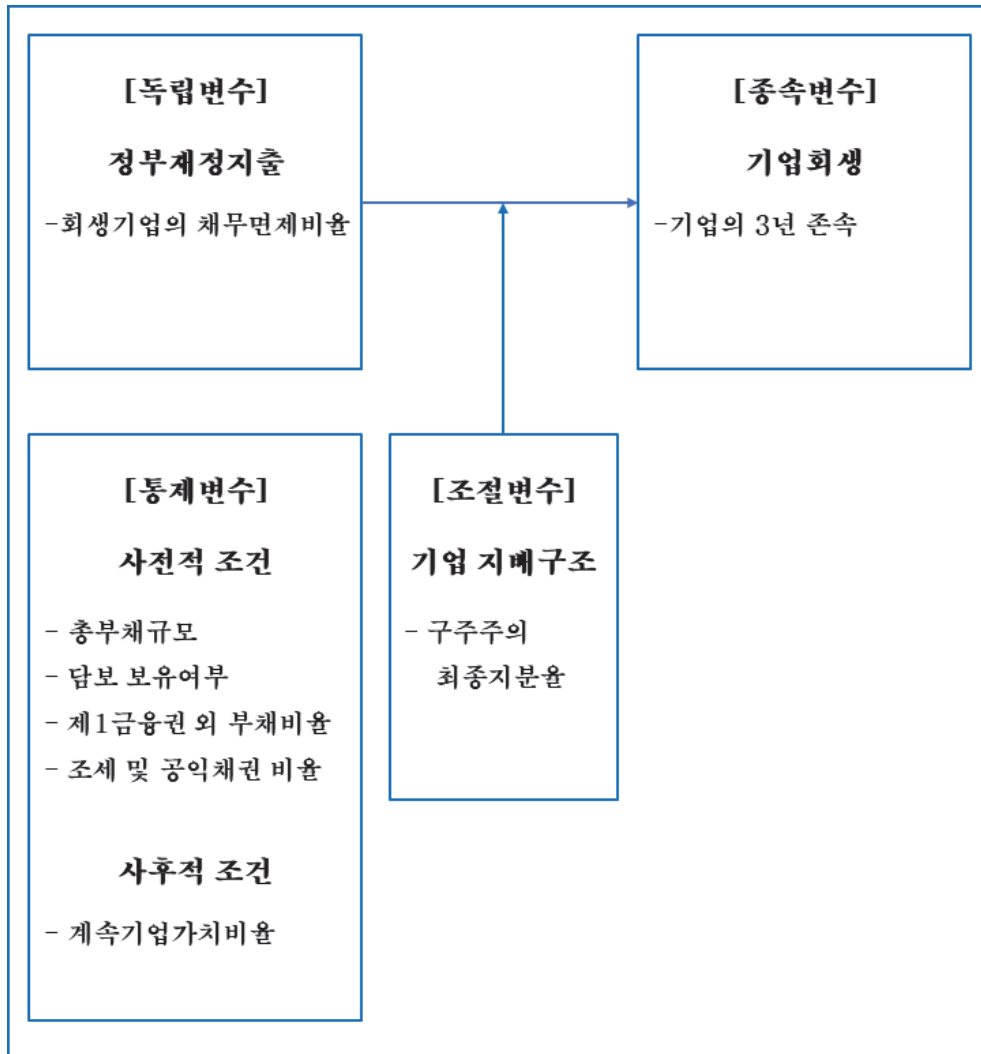 [독립변수]
정부재정지출
-회생기업의 채무면제비율
[종속변수]
기업회생
-기업의 3년 존속
[통제변수]
사전적 조건
- 총부채규모
- 담보 보유여부
- 제1금융권 외 부채비율
- 조세 및 공익채권 비율
사후적 조건
- 계속기업가치비율
[조절변수]
기업 지배구조
- 구주주의
최종지분율